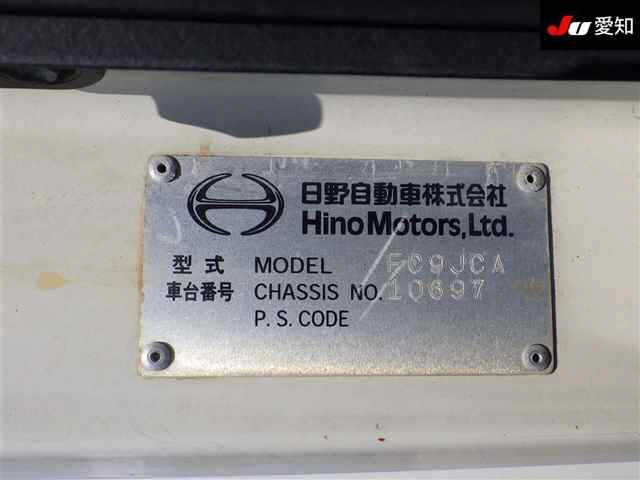 JU 愛知
日野自動車株式会社
Hino Motors, Ltd.
型式 MODEL FC9JCA
車台番号 CHASSIS NO. 10697
P.S. CODE